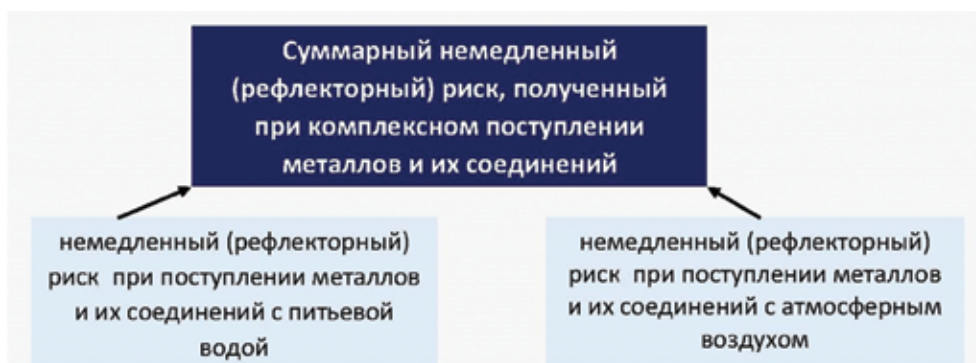 Суммарный немедленный
(рефлекторный) риск, полученный
при комплексном поступлении
металлов и их соединений
немедленный (рефлекторный)
риск при поступлении металлов
и их соединений с питьевой
водой
немедленный (рефлекторный)
риск при поступлении металлов
и их соединений с атмосферным
воздухом